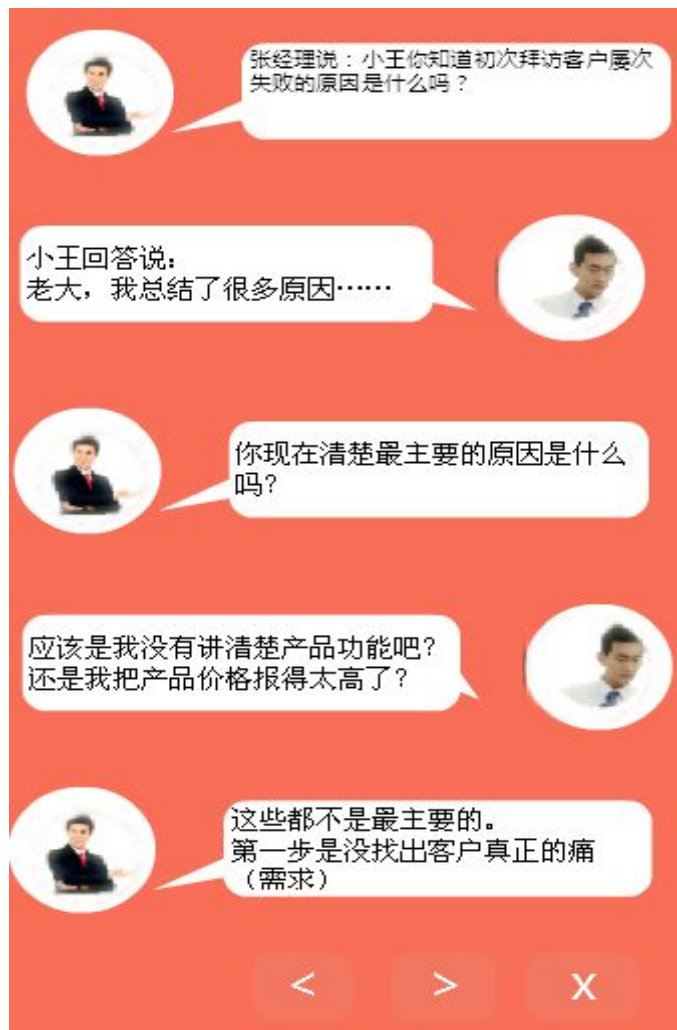 张经理说：小王你知道初次拜访客户屡次
失败的原因是什么吗？
小王回答说：
老大，我总结了很多原因……
你现在清楚最主要的原因是什么
吗?
应该是我没有讲清楚产品功能吧?
还是我把产品价格报得太高了?
这些都不是最主要的。
第一步是没找出客户真正的痛
（需求）
< > X